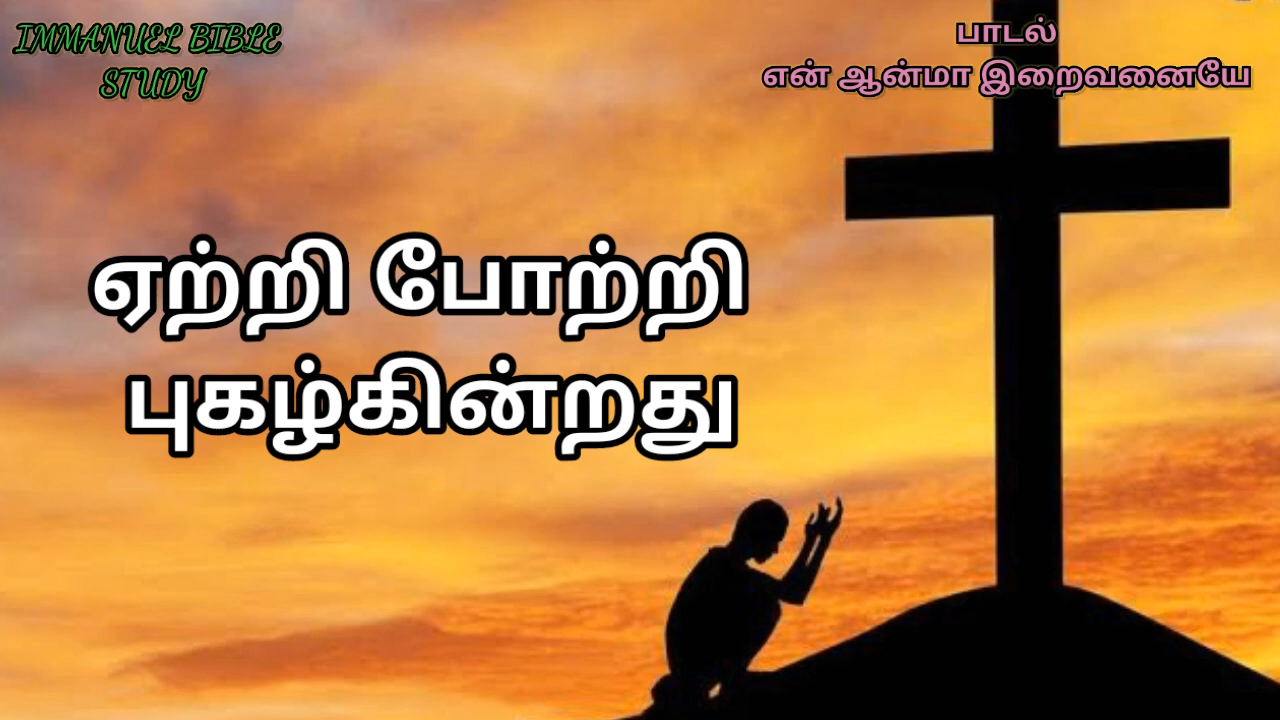 IMMANUEL BIBLE
STUDY
பாடல்
என் ஆன்மா இறைவனையே
ஏற்றி போற்றி
புகழ்கின்றது